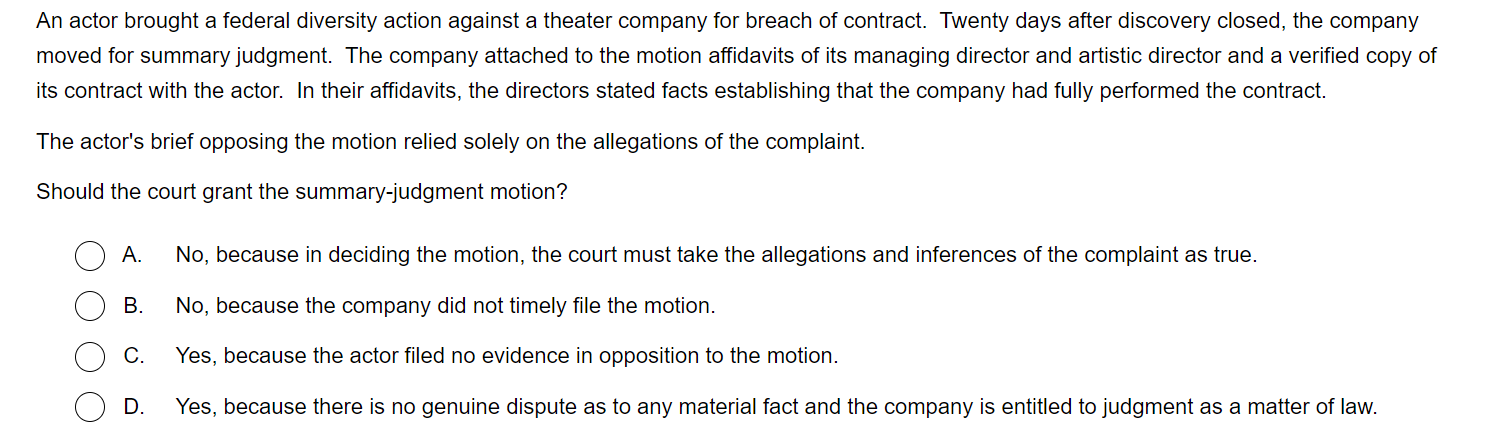 An actor brought a federal diversity action against a theater company for breach of contract.  Twenty days after discovery closed, the company
moved for summary judgment.  The company attached to the motion affidavits of its managing director and artistic director and a verified copy of
its contract with the actor.  In their affidavits, the directors stated facts establishing that the company had fully performed the contract.
The actor's brief opposing the motion relied solely on the allegations of the complaint.
Should the court grant the summary-judgment motion?
A. No, because in deciding the motion, the court must take the allegations and inferences of the complaint as true.
B. No, because the company did not timely file the motion.
C. Yes, because the actor filed no evidence in opposition to the motion.
D. Yes, because there is no genuine dispute as to any material fact and the company is entitled to judgment as a matter of law.